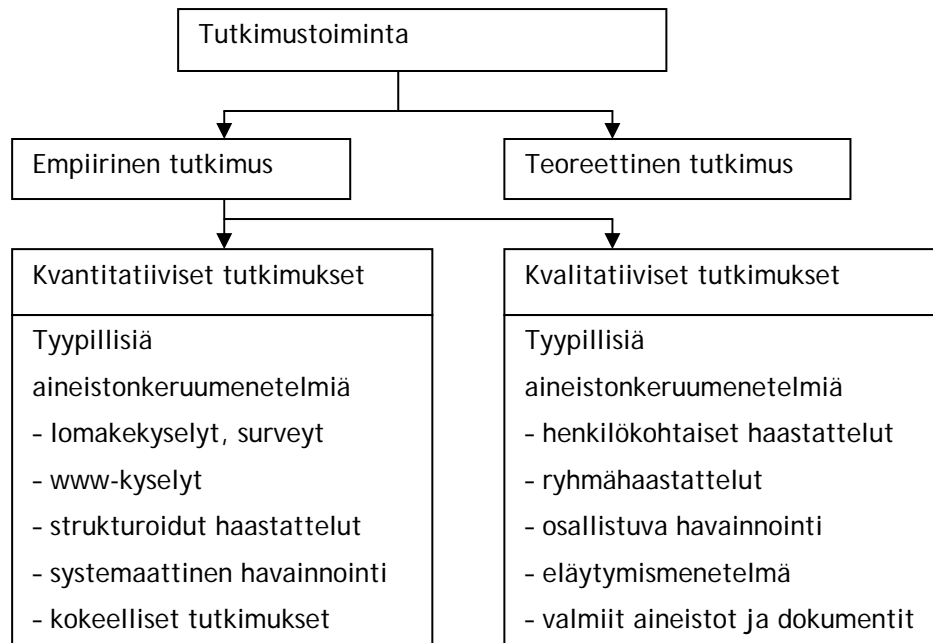 Tutkimustoiminta
Empiirinen tutkimus
Teoreettinen tutkimus
Kvantitatiiviset tutkimukset
Tyypillisiä
aineistonkeruumenetelmiä
– lomakekyselyt, surveyt
– www-kyselyt
– strukturoidut haastattelut
– systemaattinen havainnointi
– kokeelliset tutkimukset
Kvalitatiiviset tutkimukset
Tyypillisiä
aineistonkeruumenetelmiä
– henkilökohtaiset haastattelut
– ryhmähaastattelut
– osallistuva havainnointi
– eläytymismenetelmä
– valmiit aineistot ja dokumentit